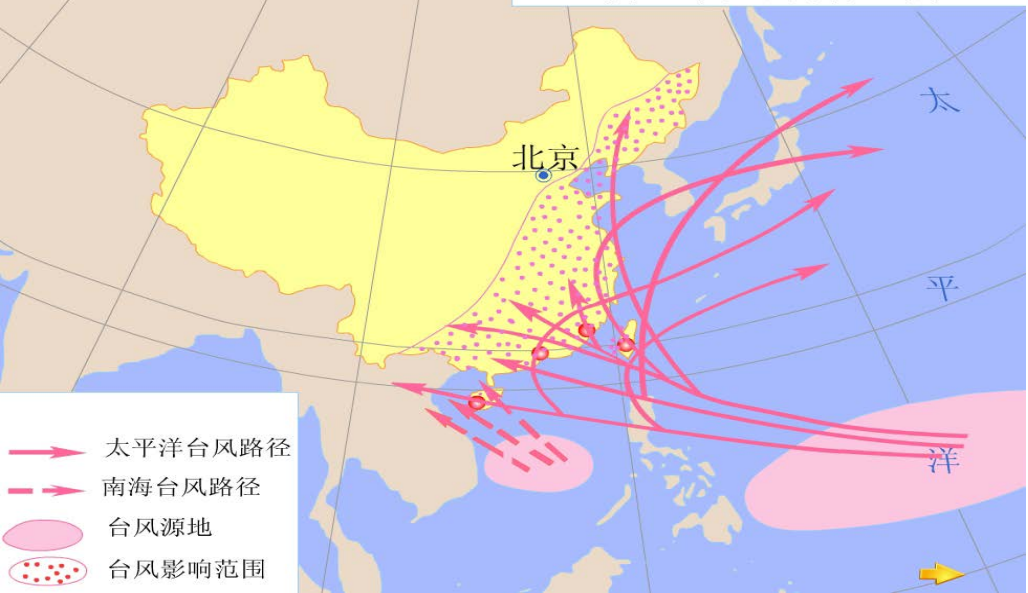 北京
太
平
洋
太平洋台风路径
南海台风路径
台风源地
台风影响范围